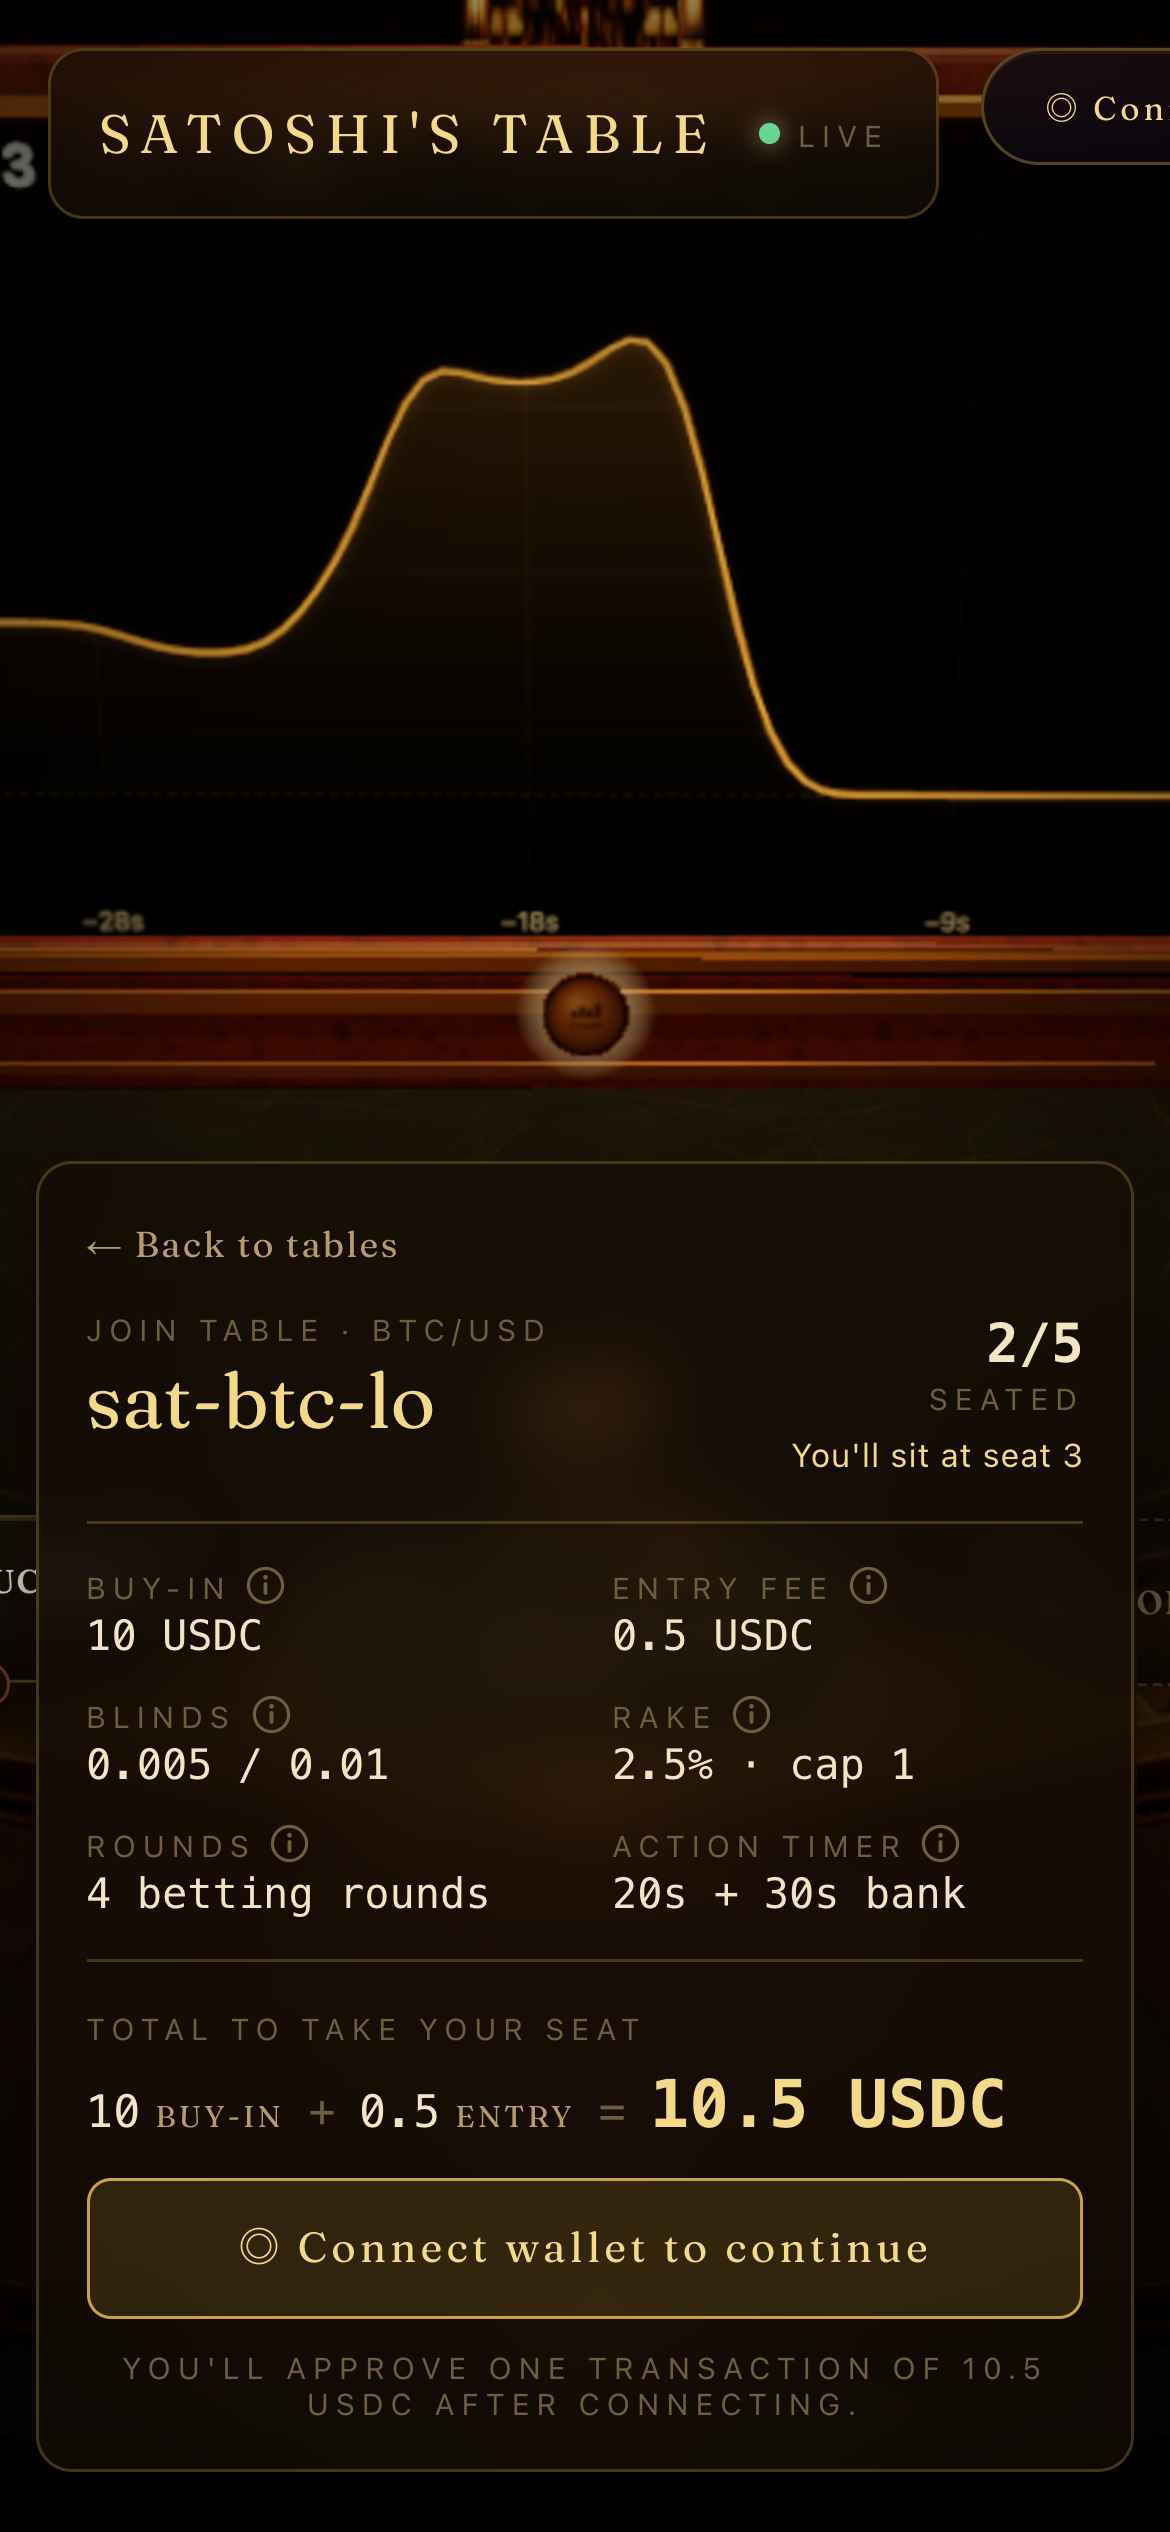 SATOSHI'S TABLE
LIVE
◎ Con
3
-28s
-18s
-9s
← Back to tables
JOIN TABLE · BTC/USD
sat-btc-lo
2/5
SEATED
You'll sit at seat 3
BUY-IN
10 USDC
ENTRY FEE
0.5 USDC
BLINDS
0.005 / 0.01
RAKE
2.5% · cap 1
ROUNDS
4 betting rounds
ACTION TIMER
20s + 30s bank
TOTAL TO TAKE YOUR SEAT
10 BUY-IN + 0.5 ENTRY = 10.5 USDC
◎ Connect wallet to continue
YOU'LL APPROVE ONE TRANSACTION OF 10.5
USDC AFTER CONNECTING.